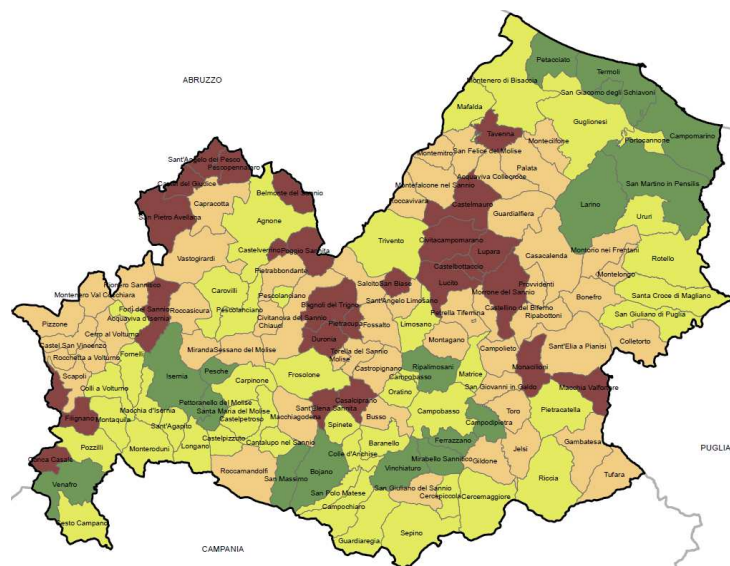 ABRUZZO
Petacciato
Termoli
Montenero di Bisaccia
San Giacomo degli Schiavoni
Mafalda
Guglionesi
Campomarino
Portocannone
Tavenna
San Felice del Molise
Montecilfone
Montemitro
Palata
Acquaviva Collecroce
San Martino in Pensilis
Montefalcone nel Sannio
Larino
Roccavivara
Castelmauro
Guardialfiera
Ururi
Sant'Angelo del Pesco
Pescopennataro
Castel del Giudice
Belmonte del Sannio
Capracotta
San Pietro Avellana
Agnone
Civitacampomarano
Trivento
Lupara
Casacalenda
Montorio nei Frentani
Rotello
Castelverrino
Poggio Sannita
Vastogirardi
Pietrabbondante
Castelbottaccio
Montelongo
Provvidenti
Rionero Sannitico
Montenero Val Cocchiara
Salcito
San Biase
Lucito
Morrone del Sannio
Bonefro
Santa Croce di Magliano
Carovilli
Pescolanciano
Pescolanciano
Sant'Angelo Limosano
Castellino del Biferno
Forlì del Sannio
Acquaviva d'Isernia
Roccasicura
Bagnoli del Trigno
Civitanova del Sannio
Petrella Tifernina
Ripabottoni
San Giuliano di Puglia
Pizzone
Chiauci
Pietracupa
Fossalto
Limosano
Cerro al Volturno
Duronia
Montagano
Castel San Vincenzo
Fornelli
Miranda
Sessano del Molise
Torella del Sannio
Molise
Campolieto
Sant'Elia a Pianisi
Colletorto
Rocchetta a Volturno
Pesche
Frosolone
Castropignano
Ripalimosani
Matrice
Monacilioni
Scapoli
Isernia
Carpinone
Campobasso
San Giovanni in Galdo
Macchia Valfortore
Colli a Volturno
Pettoranello del Molise
Casalciprano
Oratino
Filignano
Macchia d'Isernia
Santa Maria del Molise
Sant'Elena Sannita
Busso
Campobasso
Toro
Pietracatella
Montaquila
Sant'Agapito
Castelpetroso
Macchiagodena
Spinete
Campodipietra
Castelpizzuto
Cantalupo nel Sannio
Baranello
Ferrazzano
Gambatesa
Pozzilli
Monteroduni
Longano
Colle d'Anchise
Mirabello Sannitico
Jelsi
PUGLIA
Conca Casale
Roccamandolfi
Bojano
Vinchiaturo
Gildone
Tufara
Venafro
San Massimo
San Giuliano del Sannio
Riccia
San Polo Matese
Cercepiccola
Cercemaggiore
Sesto Campano
Campochiaro
Sepino
Guardiaregia
CAMPANIA